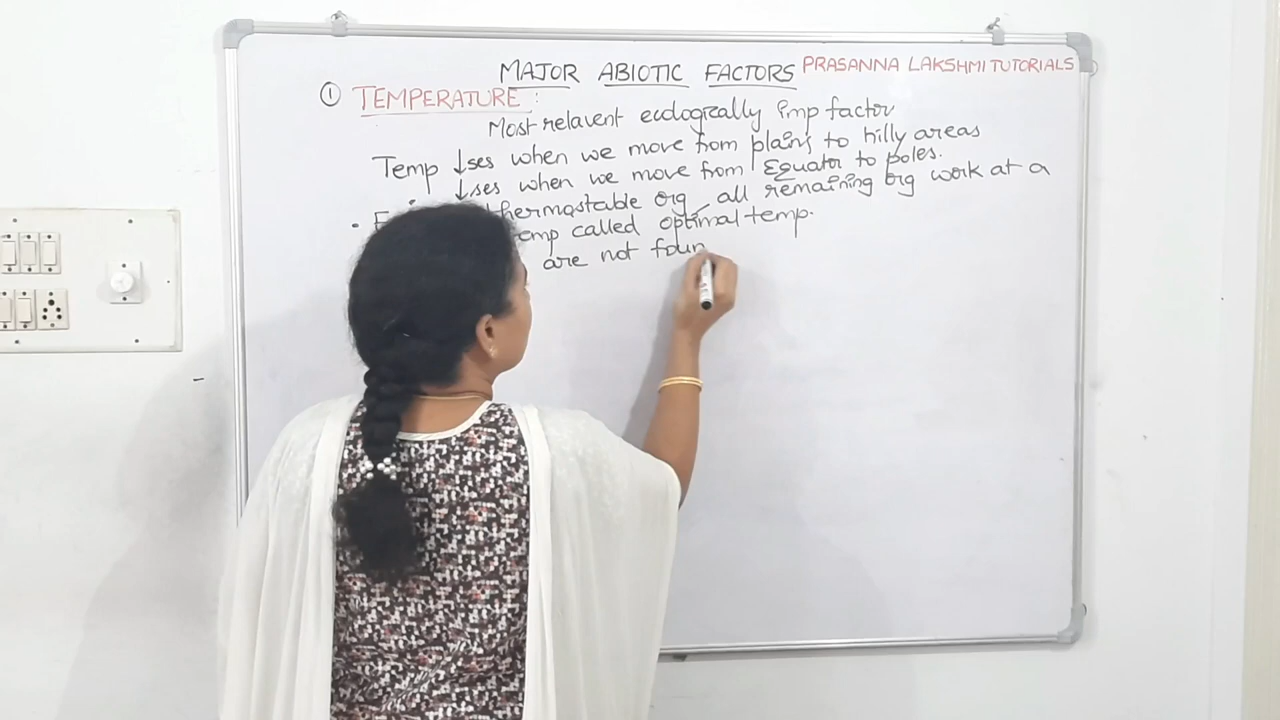 MAJOR ABIOTIC FACTORS PRASANNA LAKSHMI TUTORIALS
① TEMPERATURE :
Most relavent ecologically imp factor
Temp ↓ses when we move from plains to hilly areas
↓ses when we move from Equator to poles.
• thermostable org, all remaining org work at a
temp called optimal temp.
are not foun